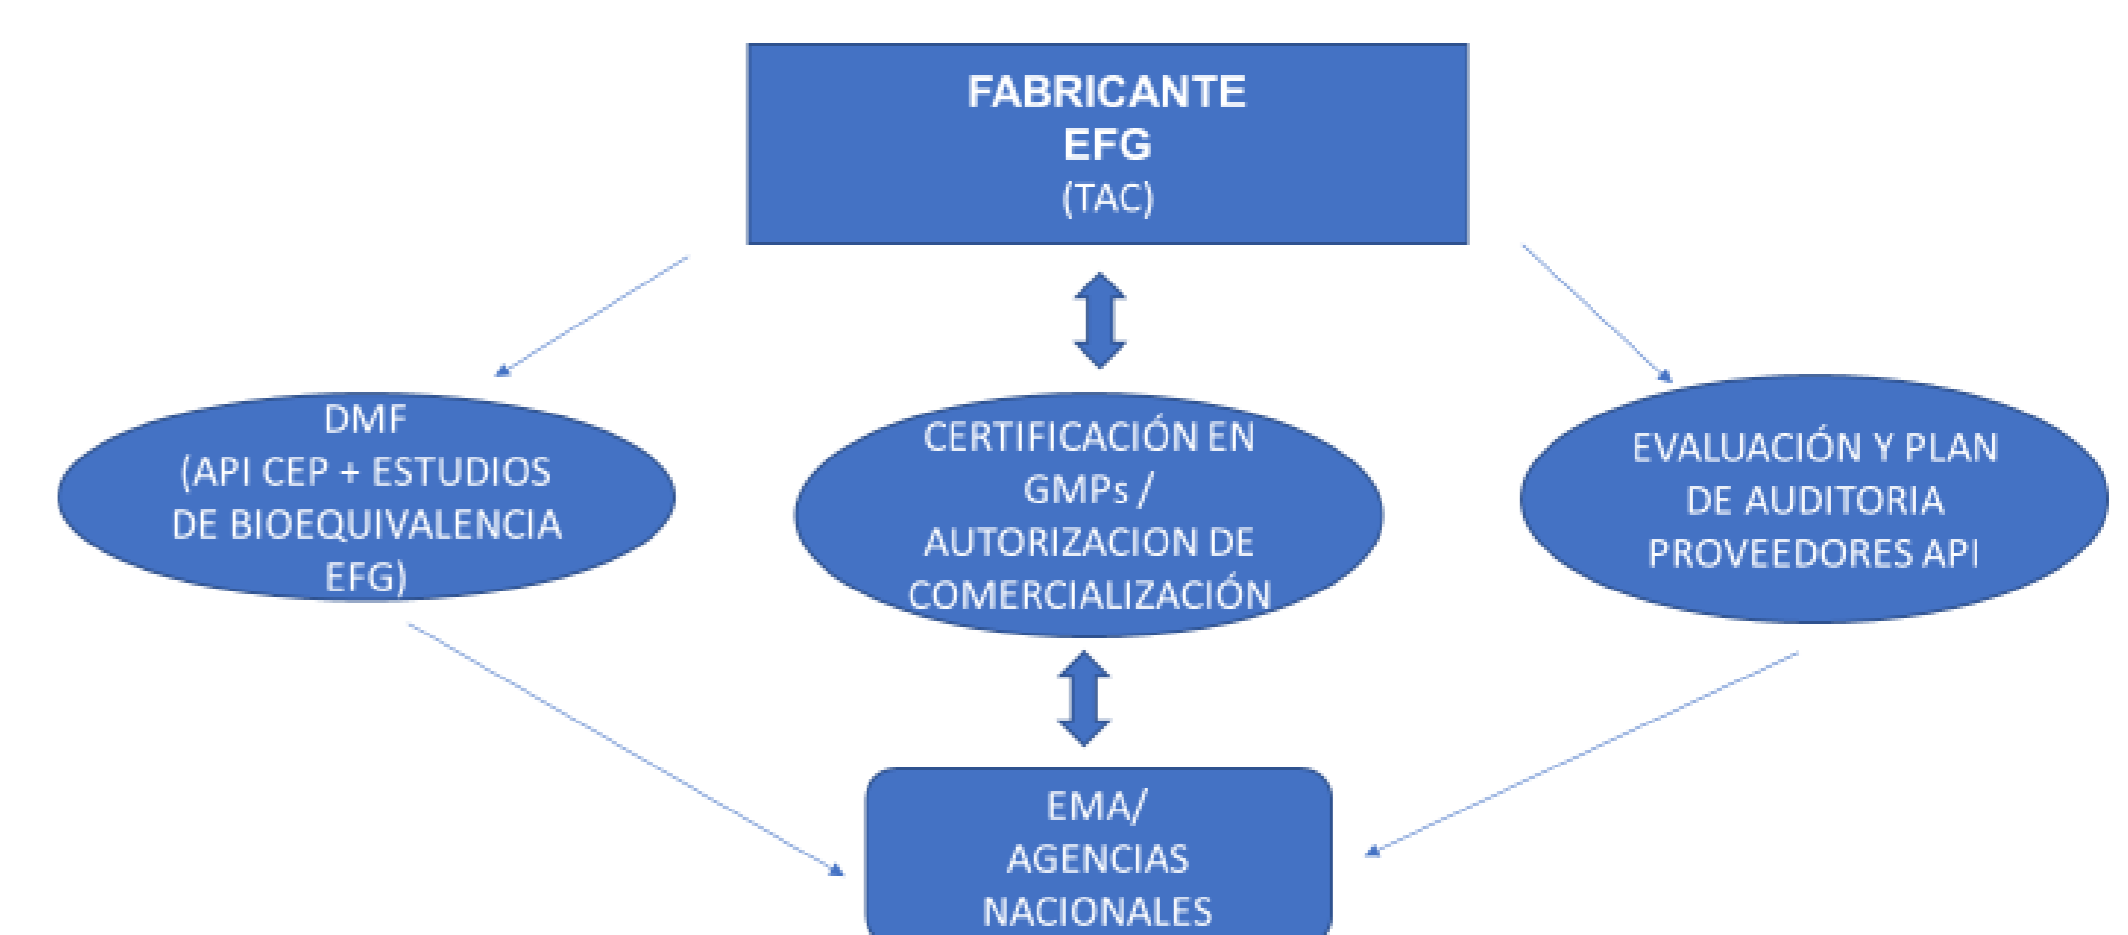 FABRICANTE
EFG
(TAC)
DMF
(API CEP + ESTUDIOS
DE BIOEQUIVALENCIA
EFG)
CERTIFICACIÓN EN
GMPs /
AUTORIZACION DE
COMERCIALIZACIÓN
EVALUACIÓN Y PLAN
DE AUDITORIA
PROVEEDORES API
EMA/
AGENCIAS
NACIONALES